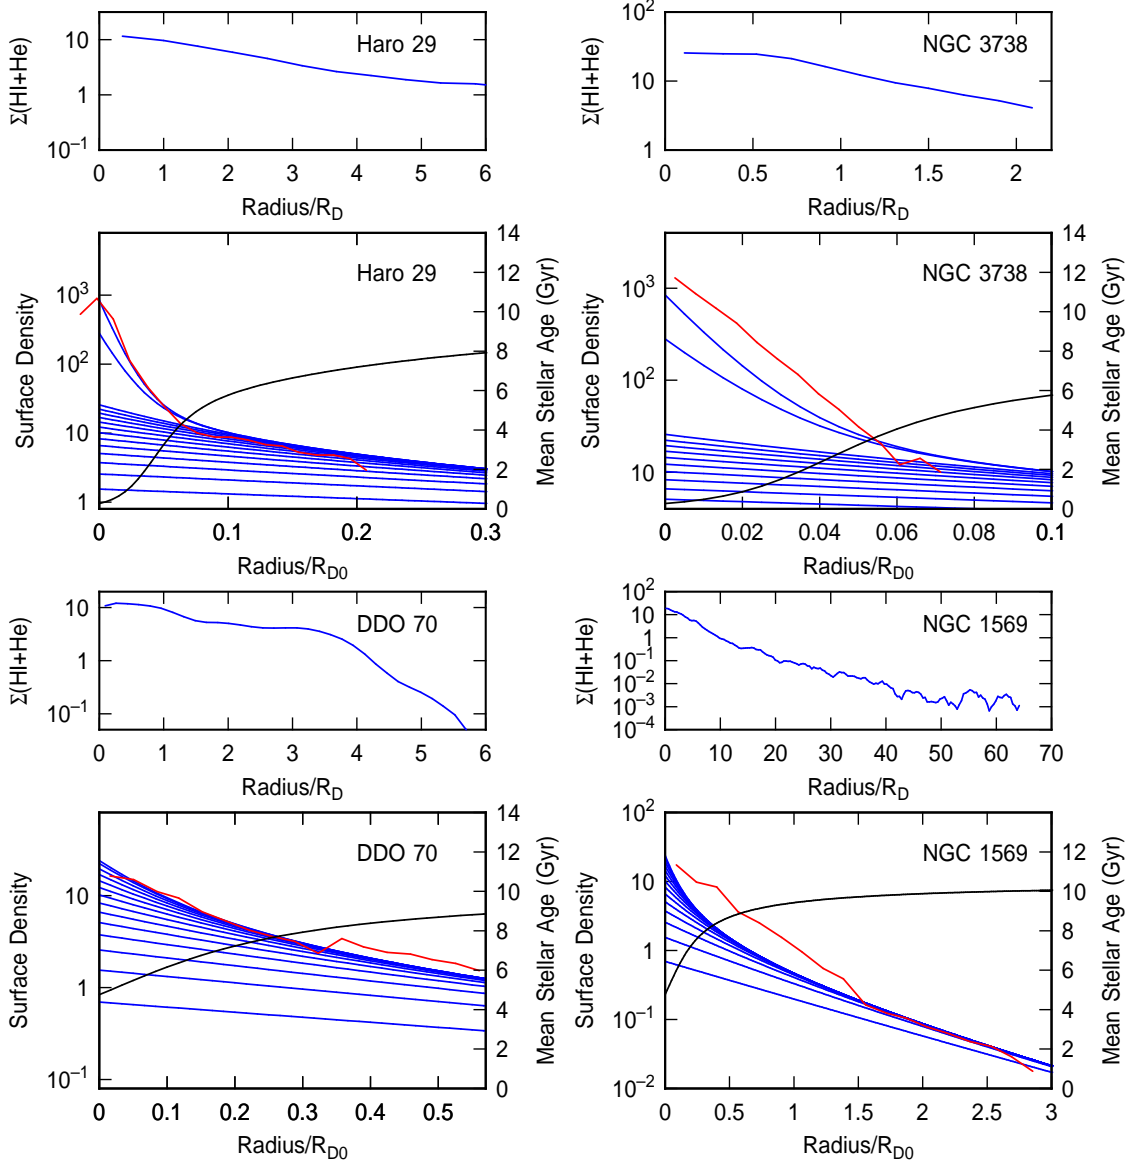 Haro 29
Σ(HI+He)
10
1
10⁻¹
0 1 2 3 4 5 6
Radius/R_D
NGC 3738
Σ(HI+He)
10²
10
1
0 0.5 1 1.5 2
Radius/R_D
Haro 29
Surface Density
10³
10²
10
1
0 0.1 0.2 0.3
Radius/R_D0
14
12
10
8
6
4
2
0
Mean Stellar Age (Gyr)
NGC 3738
Surface Density
10³
10²
10
0 0.02 0.04 0.06 0.08 0.1
Radius/R_D0
14
12
10
8
6
4
2
0
Mean Stellar Age (Gyr)
DDO 70
Σ(HI+He)
10
1
10⁻¹
0 1 2 3 4 5 6
Radius/R_D
NGC 1569
Σ(HI+He)
10²
10
1
10⁻¹
10⁻²
10⁻³
10⁻⁴
0 10 20 30 40 50 60 70
Radius/R_D
DDO 70
Surface Density
10
1
10⁻¹
0 0.1 0.2 0.3 0.4 0.5
Radius/R_D0
14
12
10
8
6
4
2
0
Mean Stellar Age (Gyr)
NGC 1569
Surface Density
10²
10
1
10⁻¹
10⁻²
0 0.5 1 1.5 2 2.5 3
Radius/R_D0
12
10
8
6
4
2
0
Mean Stellar Age (Gyr)